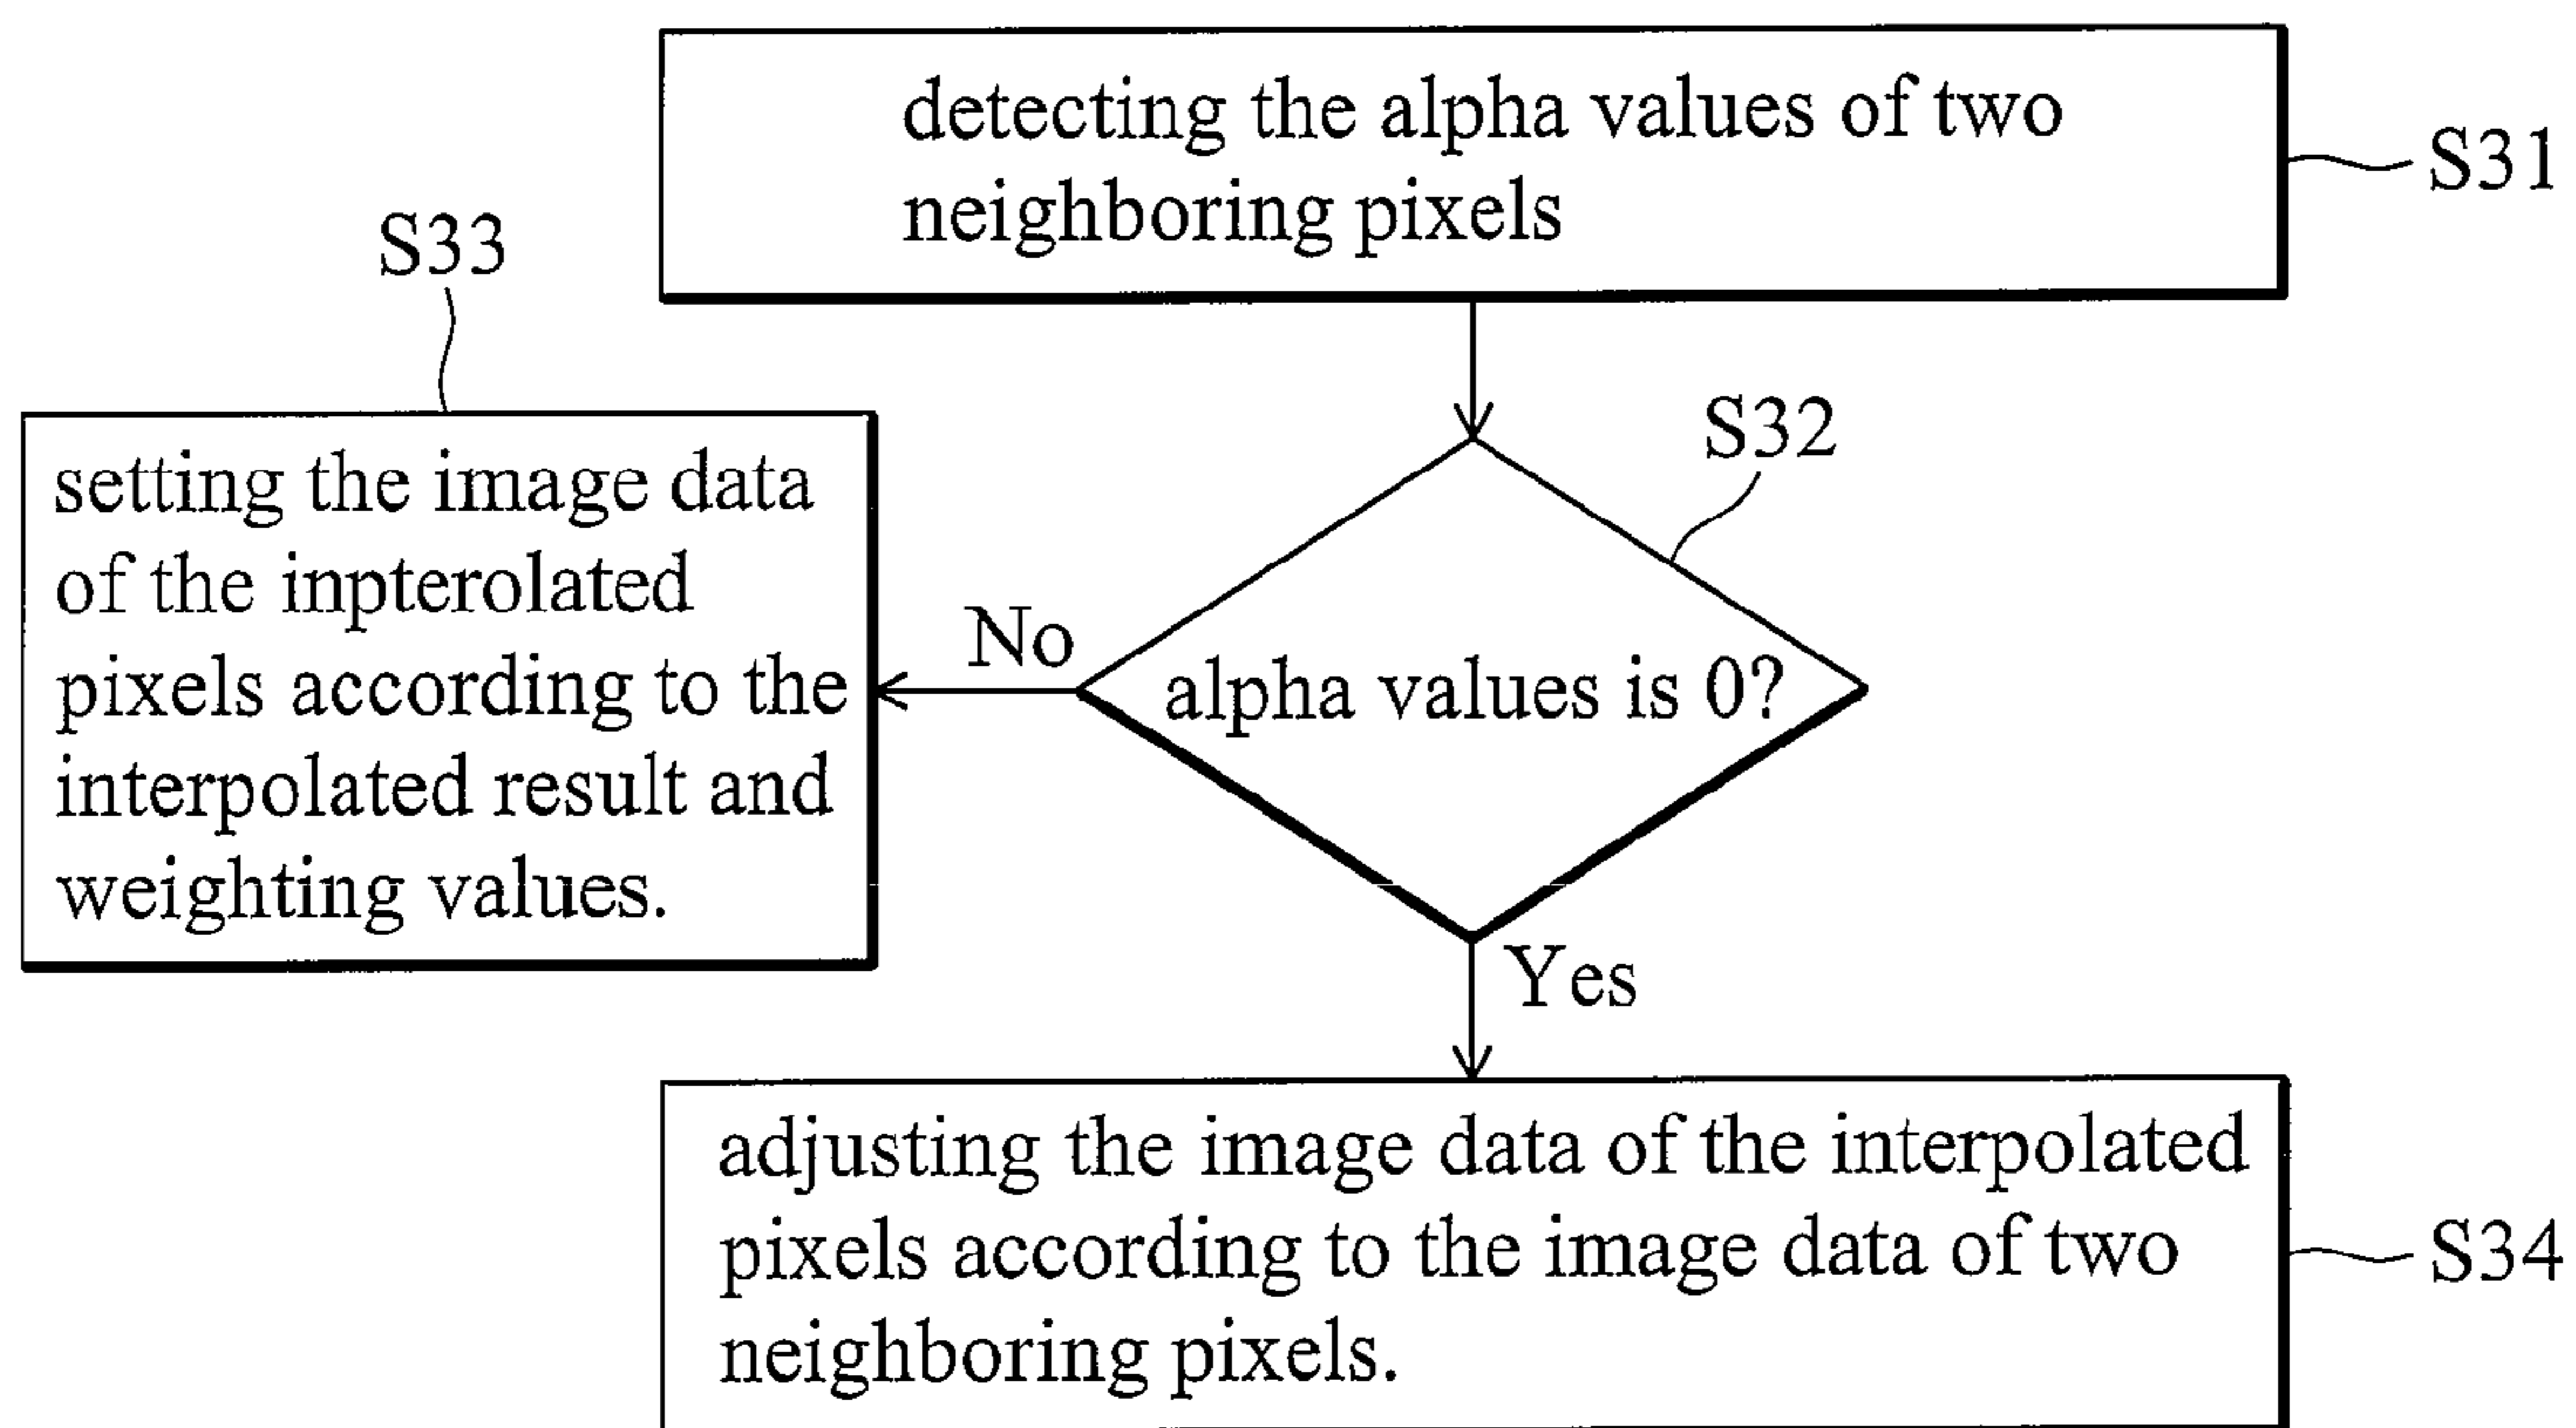 detecting the alpha values of two
neighboring pixels
S31
S33
S32
setting the image data
of the inpterolated
pixels according to the
interpolated result and
weighting values.
No
alpha values is 0?
Yes
adjusting the image data of the interpolated
pixels according to the image data of two
neighboring pixels.
S34